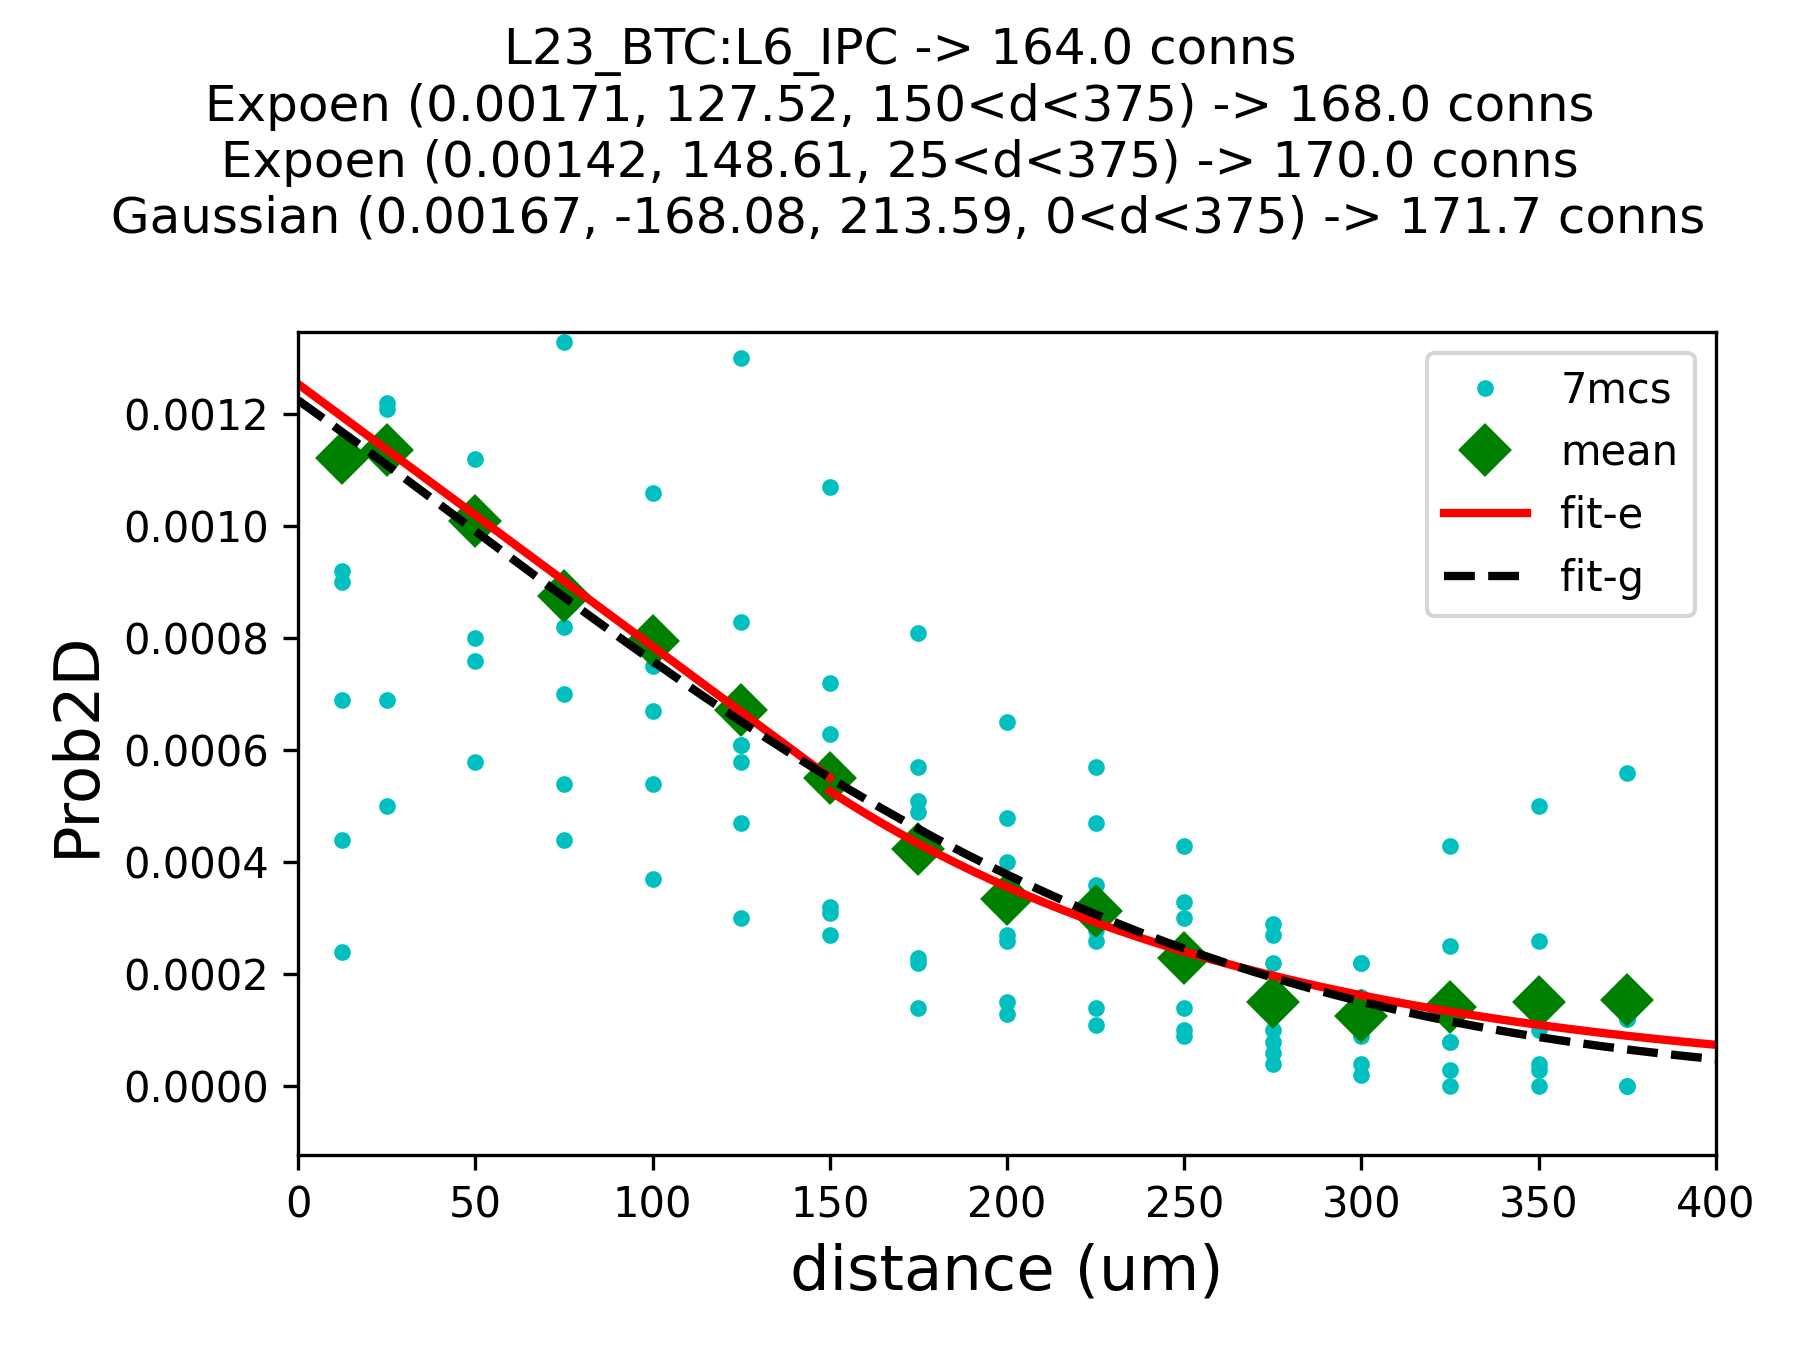 L23_BTC:L6_IPC -> 164.0 conns
Expoen (0.00171, 127.52, 150<d<375) -> 168.0 conns
Expoen (0.00142, 148.61, 25<d<375) -> 170.0 conns
Gaussian (0.00167, -168.08, 213.59, 0<d<375) -> 171.7 conns
7mcs
mean
fit-e
fit-g
Prob2D
0.0012
0.0010
0.0008
0.0006
0.0004
0.0002
0.0000
0 50 100 150 200 250 300 350 400
distance (um)